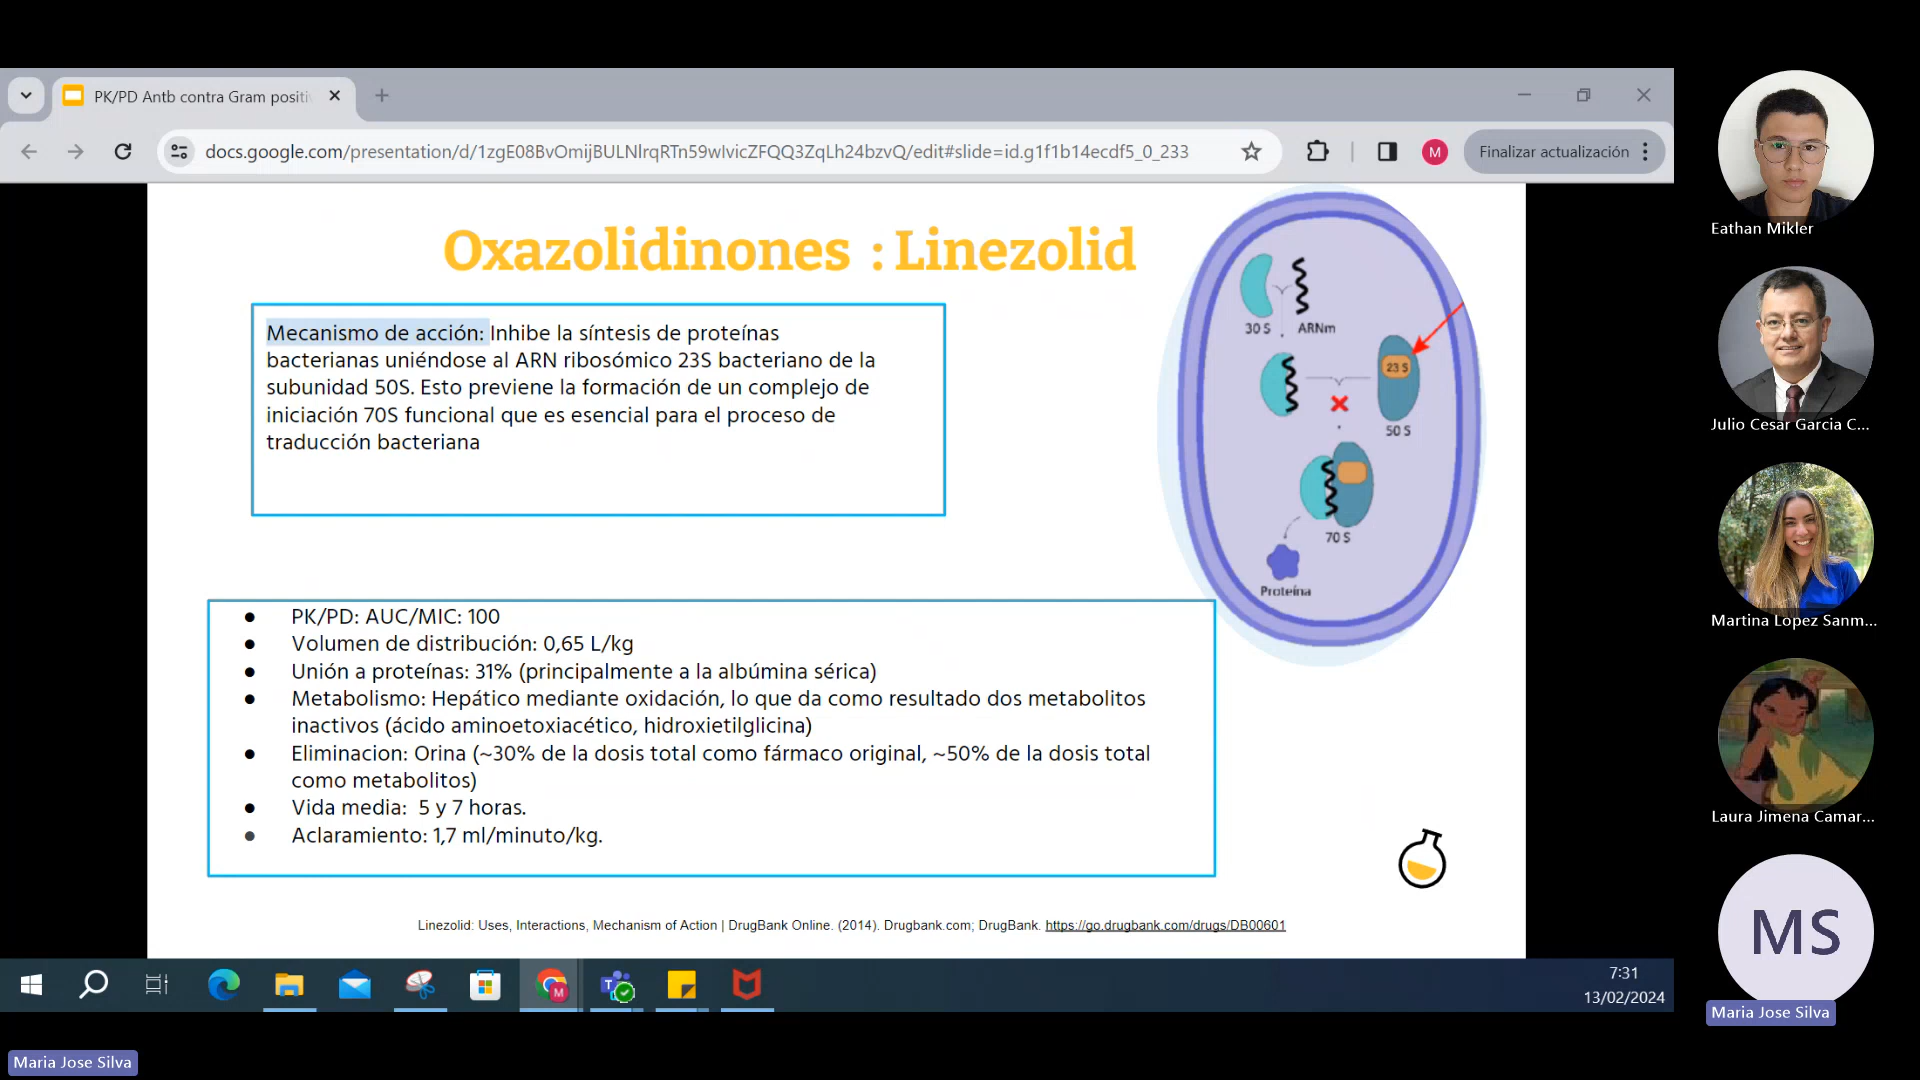 PK/PD Antb contra Gram positi
docs.google.com/presentation/d/1zgE08BvOmijBULNlrqRTn59wIvicZFQQ3ZqLh24bzvQ/edit#slide=id.g1f1b14ecdf5_0_233
M
Finalizar actualización
Oxazolidinones : Linezolid
Mecanismo de acción: Inhibe la síntesis de proteínas
bacterianas uniéndose al ARN ribosómico 23S bacteriano de la
subunidad 50S. Esto previene la formación de un complejo de
iniciación 70S funcional que es esencial para el proceso de
traducción bacteriana
30 S ARNm
23 S
50 S
70 S
Proteína
● PK/PD: AUC/MIC: 100
● Volumen de distribución: 0,65 L/kg
● Unión a proteínas: 31% (principalmente a la albúmina sérica)
● Metabolismo: Hepático mediante oxidación, lo que da como resultado dos metabolitos
inactivos (ácido aminoetoxiacético, hidroxietilglicina)
● Eliminacion: Orina (~30% de la dosis total como fármaco original, ~50% de la dosis total
como metabolitos)
● Vida media: 5 y 7 horas.
● Aclaramiento: 1,7 ml/minuto/kg.
Linezolid: Uses, Interactions, Mechanism of Action | DrugBank Online. (2014). Drugbank.com; DrugBank. https://go.drugbank.com/drugs/DB00601
M
T
7:31
13/02/2024
Eathan Mikler
Julio Cesar Garcia C...
Martina Lopez Sanm...
Laura Jimena Camar...
MS
Maria Jose Silva
Maria Jose Silva